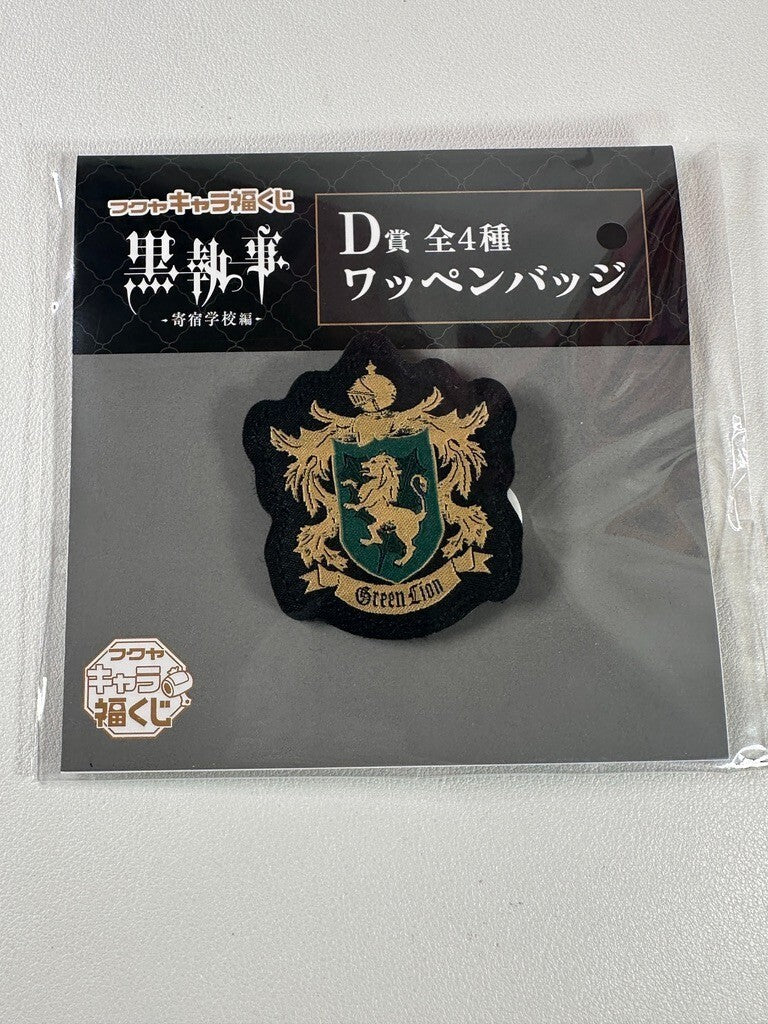 フクヤ キャラ福くじ
黒執事
-寄宿学校編-
D賞 全4種
ワッペンバッジ
Green Lion
フクヤ
キャラ
福くじ